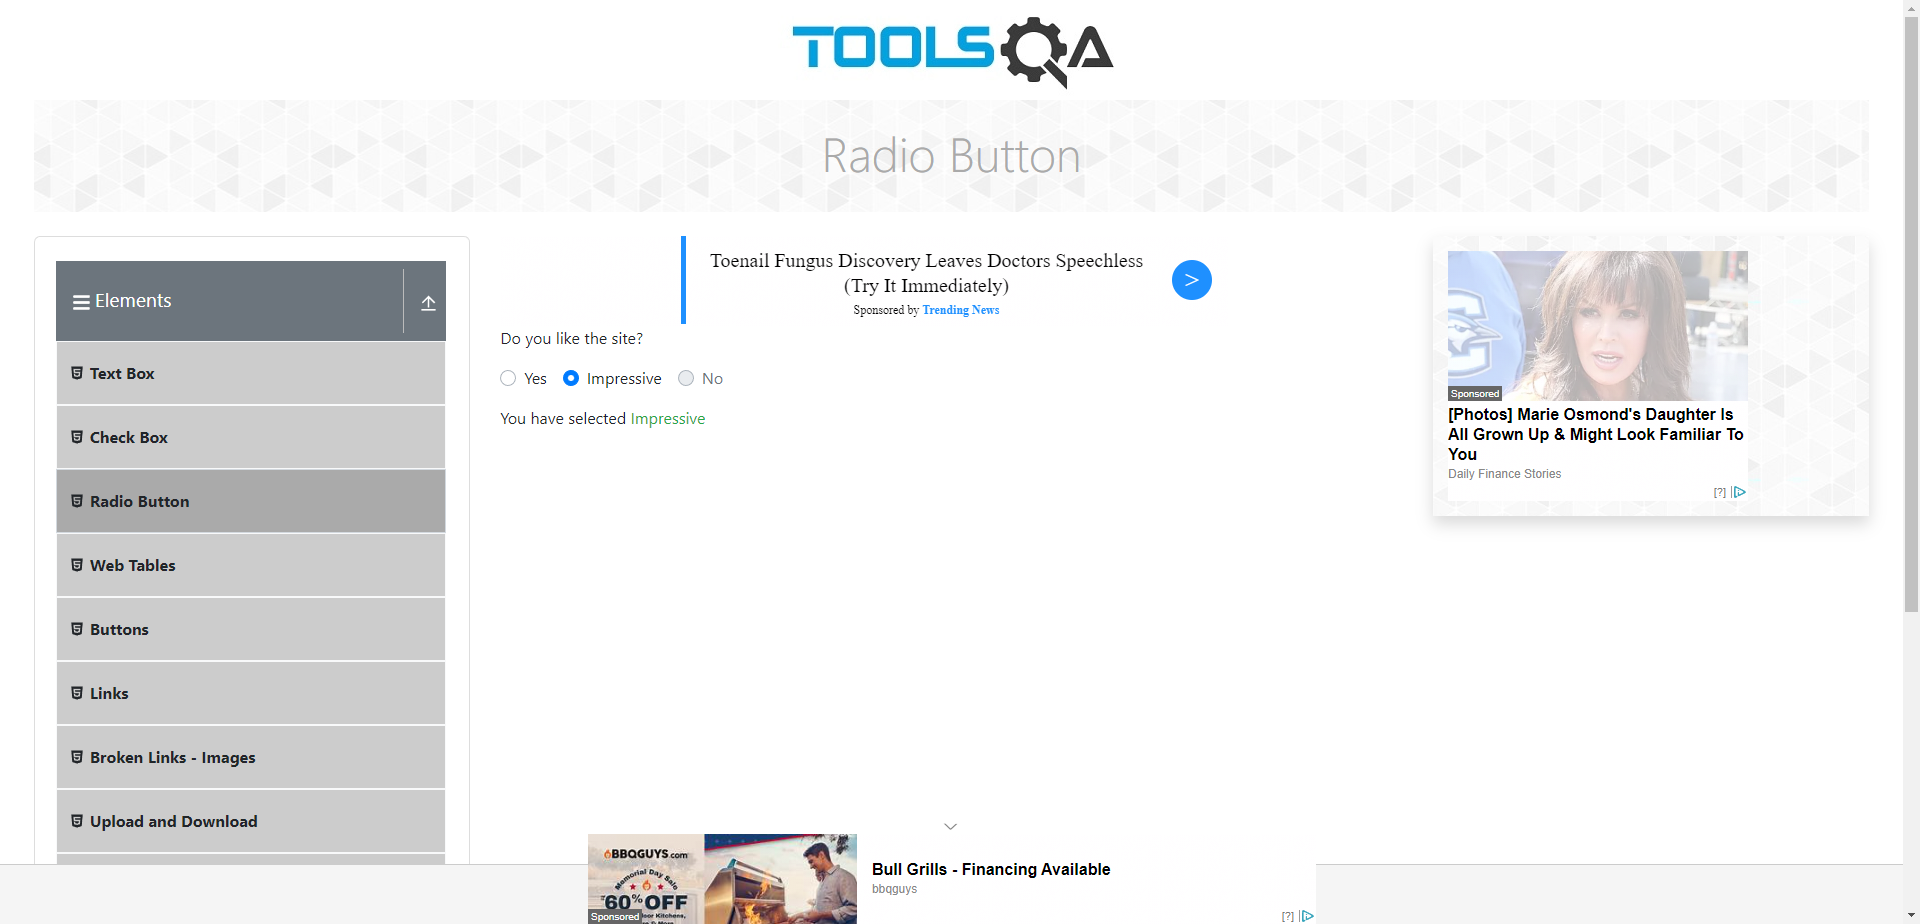 TOOLSQA
Radio Button
Elements
Text Box
Check Box
Radio Button
Web Tables
Buttons
Links
Broken Links - Images
Upload and Download
Toenail Fungus Discovery Leaves Doctors Speechless
(Try It Immediately)
Sponsored by Trending News
>
Do you like the site?
Yes
Impressive
No
You have selected Impressive
Sponsored
[Photos] Marie Osmond's Daughter Is
All Grown Up & Might Look Familiar To
You
Daily Finance Stories
[?]
BBQGUYS.com
Memorial Day Sale
60% OFF
Sponsored
Bull Grills - Financing Available
bbqguys
[?]